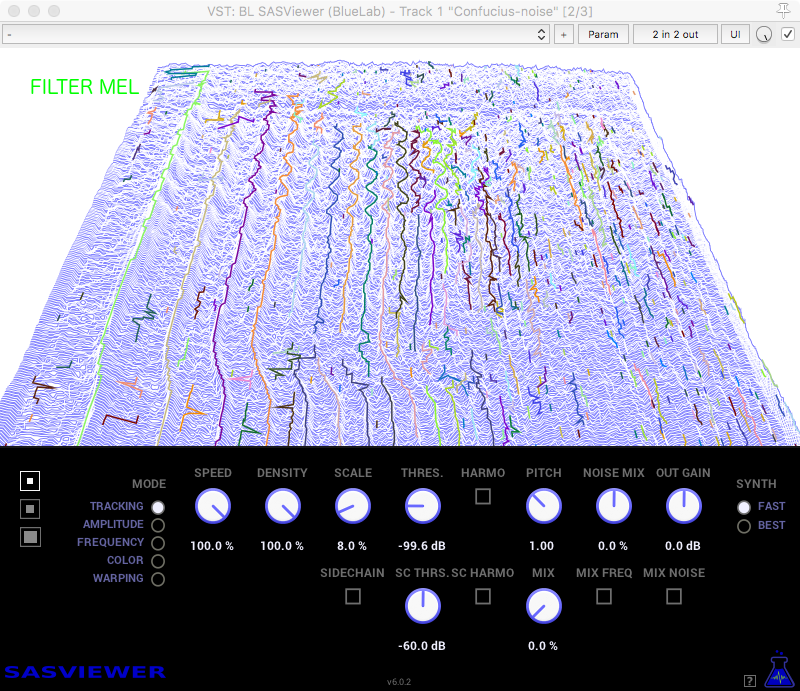 VST: BL SASViewer (BlueLab) - Track 1 "Confucius-noise" [2/3]
- + Param 2 in 2 out UI
FILTER MEL
MODE SPEED DENSITY SCALE THRES. HARMO PITCH NOISE MIX OUT GAIN SYNTH
TRACKING FAST
AMPLITUDE BEST
FREQUENCY 100.0 % 100.0 % 8.0 % -99.6 dB 1.00 0.0 % 0.0 dB
COLOR
WARPING SIDECHAIN SC THRS. SC HARMO MIX MIX FREQ MIX NOISE
-60.0 dB 0.0 %
SASVIEWER
v6.0.2 ?